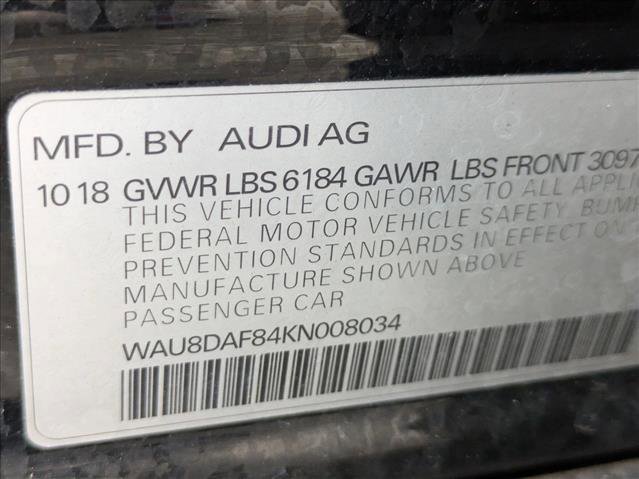 MFD. BY AUDI AG
10 18 GVWR LBS 6184 GAWR LBS FRONT 3097
THIS VEHICLE CONFORMS TO ALL
FEDERAL MOTOR VEHICLE SAFETY
PREVENTION STANDARDS IN EFFECT ON
MANUFACTURE SHOWN ABOVE
PASSENGER CAR
WAU8DAF84KN008034